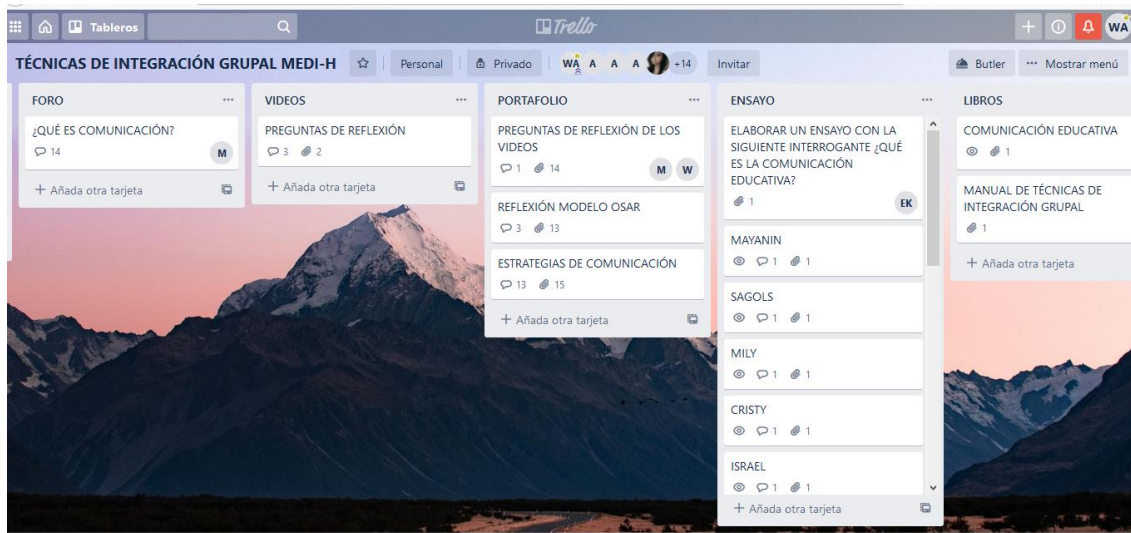 Tableros
Trello
WA
TÉCNICAS DE INTEGRACIÓN GRUPAL MEDI-H
Personal
Privado
WA A A A +14
Invitar
Butler
Mostrar menú
FORO
¿QUÉ ES COMUNICACIÓN?
14
M
+ Añada otra tarjeta
VIDEOS
PREGUNTAS DE REFLEXIÓN
3 2
+ Añada otra tarjeta
PORTAFOLIO
PREGUNTAS DE REFLEXIÓN DE LOS
VIDEOS
1 14
M W
REFLEXIÓN MODELO OSAR
3 13
ESTRATEGIAS DE COMUNICACIÓN
13 15
+ Añada otra tarjeta
ENSAYO
ELABORAR UN ENSAYO CON LA
SIGUIENTE INTERROGANTE ¿QUÉ
ES LA COMUNICACIÓN
EDUCATIVA?
1
EK
MAYANIN
1 1
SAGOLS
1 1
MILY
1 1
CRISTY
1 1
ISRAEL
1 1
+ Añada otra tarjeta
LIBROS
COMUNICACIÓN EDUCATIVA
1
MANUAL DE TÉCNICAS DE
INTEGRACIÓN GRUPAL
1
+ Añada otra tarjeta